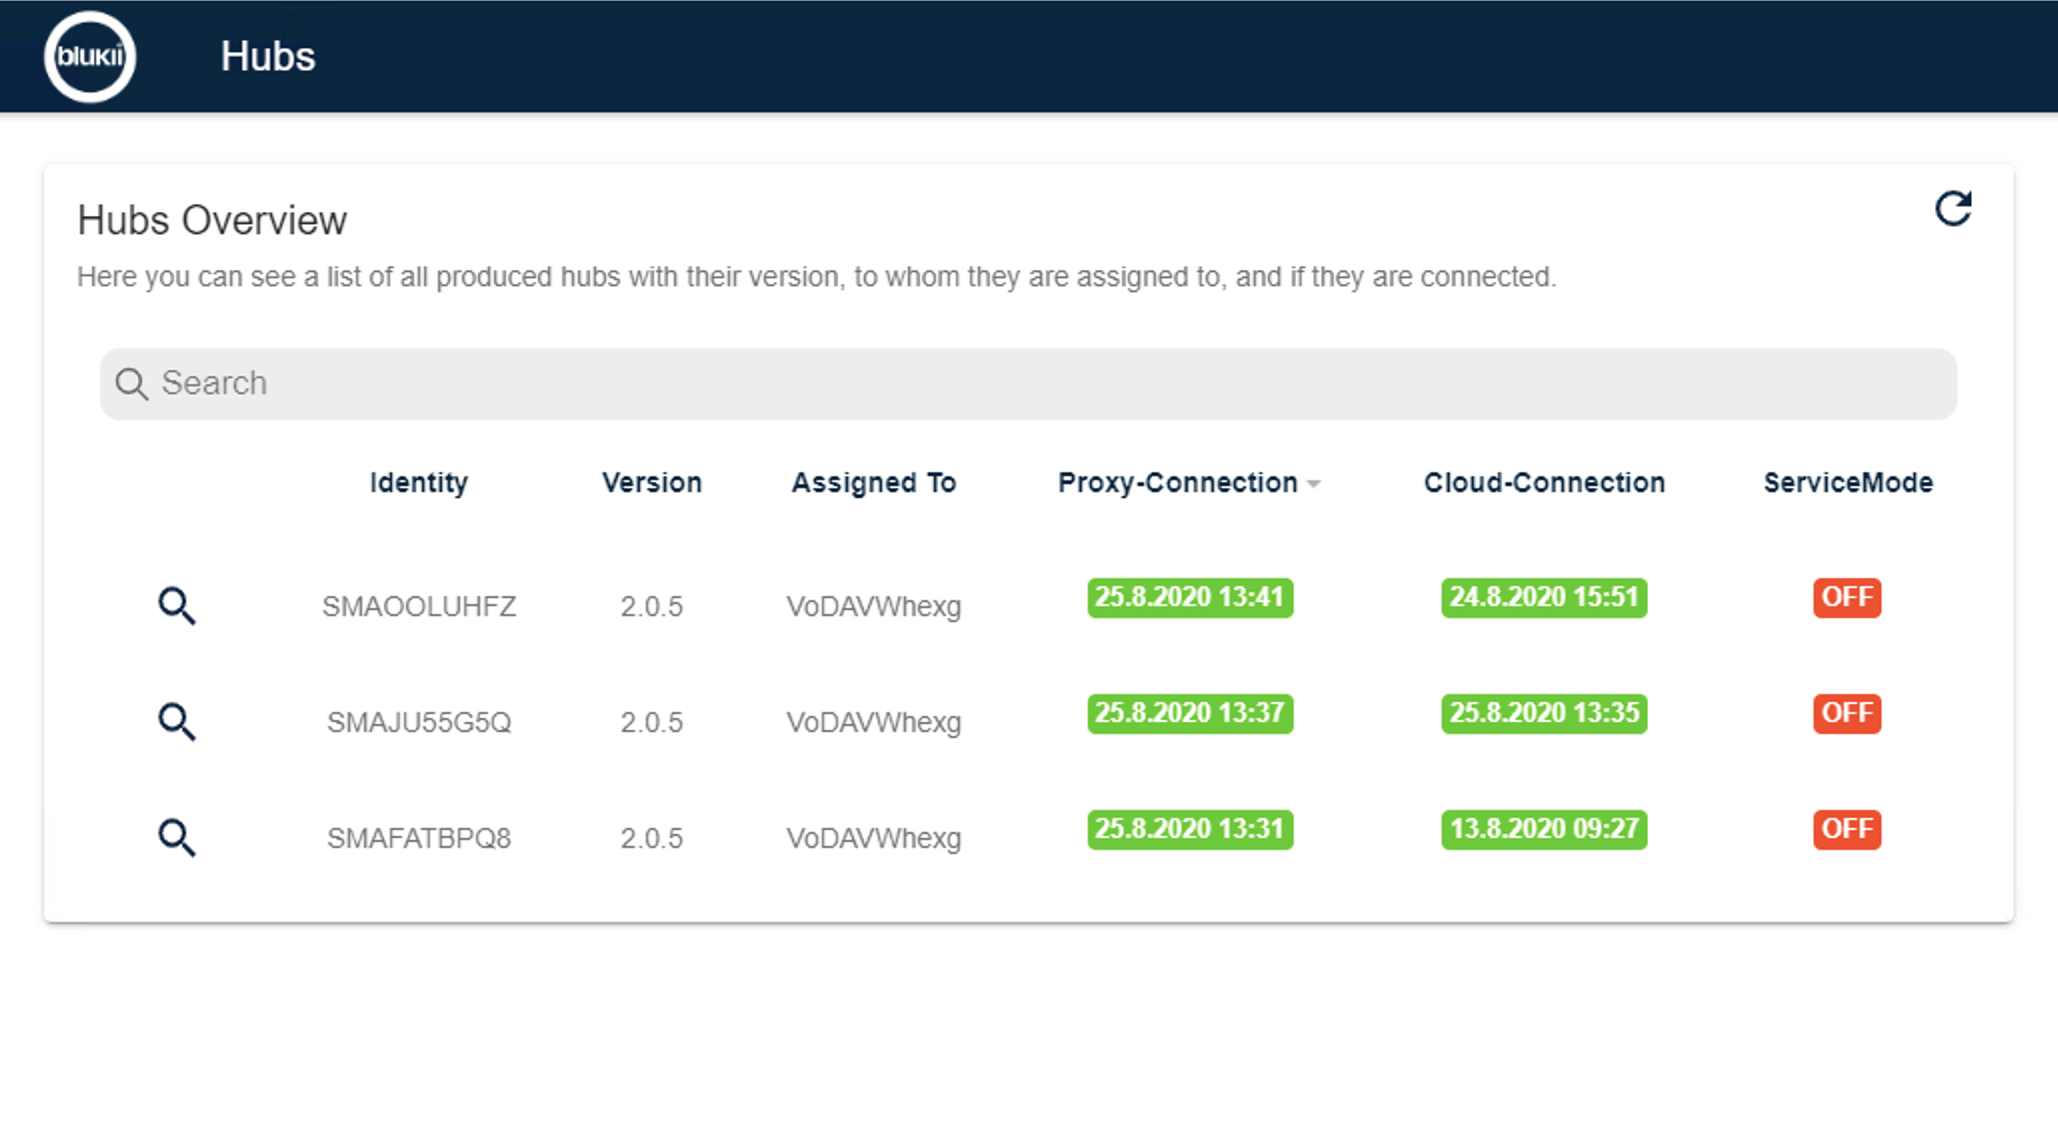 blukii
Hubs
Hubs Overview
Here you can see a list of all produced hubs with their version, to whom they are assigned to, and if they are connected.
Search
Identity Version Assigned To Proxy-Connection Cloud-Connection ServiceMode
SMAOOLUHFZ 2.0.5 VoDAVWhexg 25.8.2020 13:41 24.8.2020 15:51 OFF
SMAJU55G5Q 2.0.5 VoDAVWhexg 25.8.2020 13:37 25.8.2020 13:35 OFF
SMAFATBPQ8 2.0.5 VoDAVWhexg 25.8.2020 13:31 13.8.2020 09:27 OFF